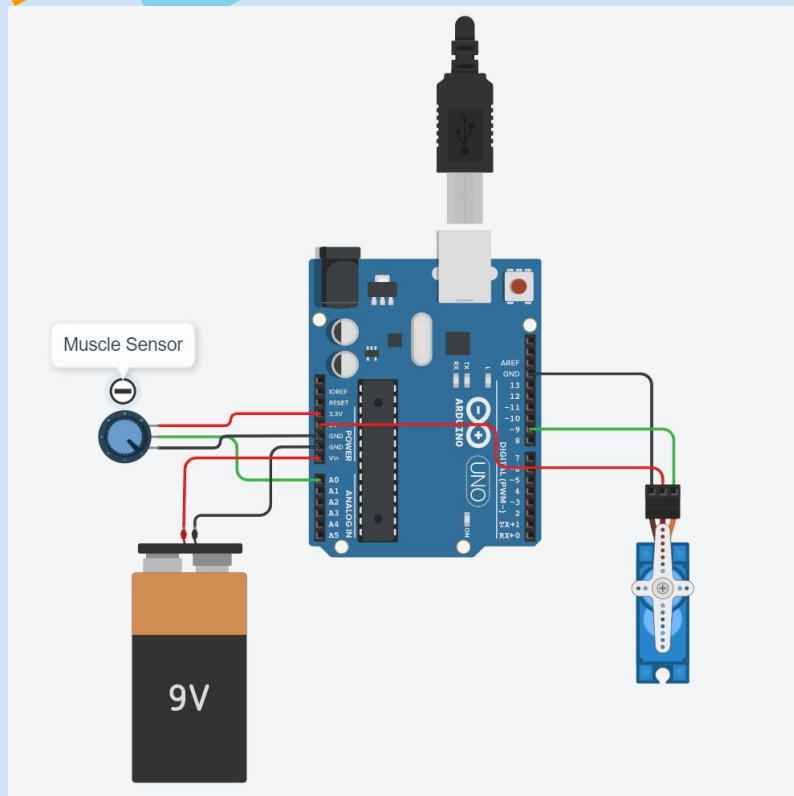 Muscle Sensor
IOREF
RESET
3.3V
GND
GND
Vin
POWER
A0
A1
A2
A3
A4
A5
ANALOG IN
RX
TX
L
ARDUINO
UNO
ON
AREF
GND
13
12
~11
~10
~9
8
7
~5
4
~3
2
TX→1
RX←0
DIGITAL (PWM~)
9V